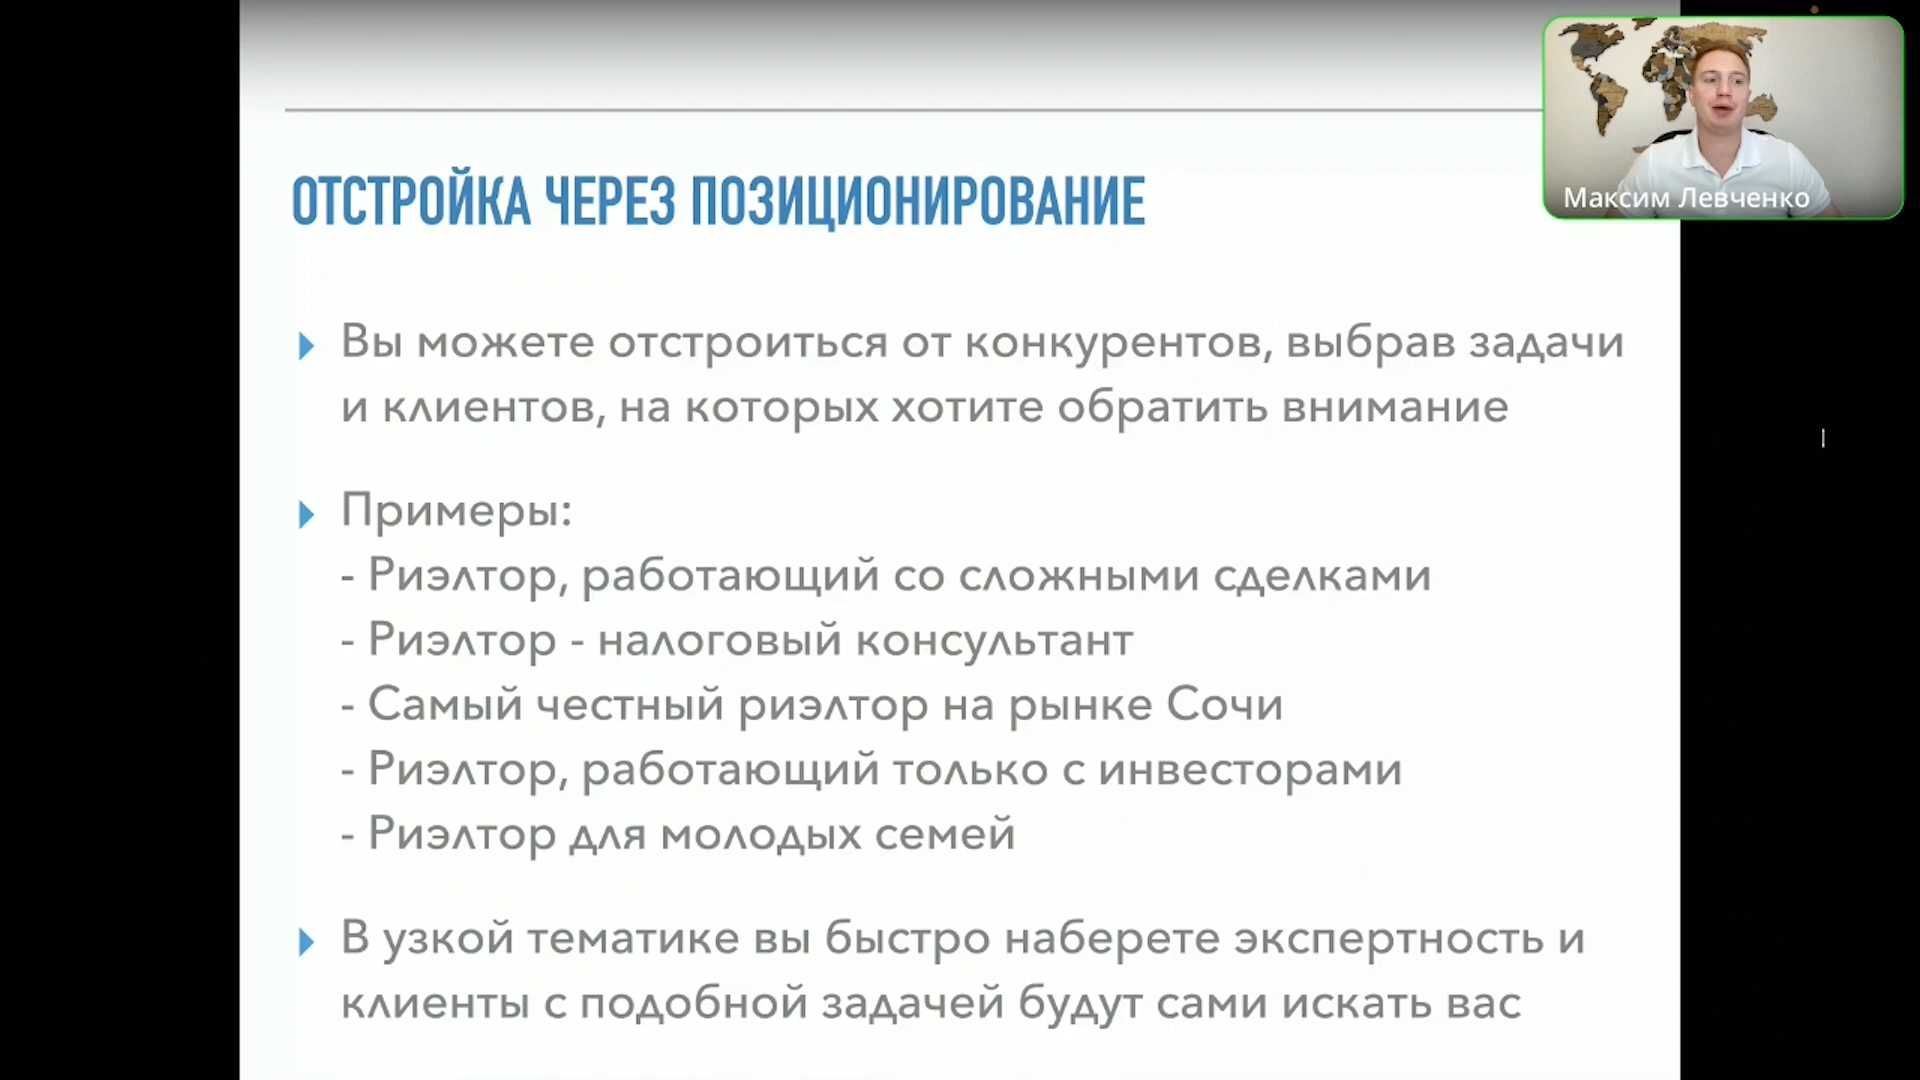 ОТСТРОЙКА ЧЕРЕЗ ПОЗИЦИОНИРОВАНИЕ
Максим Левченко
Вы можете отстроиться от конкурентов, выбрав задачи
и клиентов, на которых хотите обратить внимание
Примеры:
- Риэлтор, работающий со сложными сделками
- Риэлтор - налоговый консультант
- Самый честный риэлтор на рынке Сочи
- Риэлтор, работающий только с инвесторами
- Риэлтор для молодых семей
В узкой тематике вы быстро наберете экспертность и
клиенты с подобной задачей будут сами искать вас